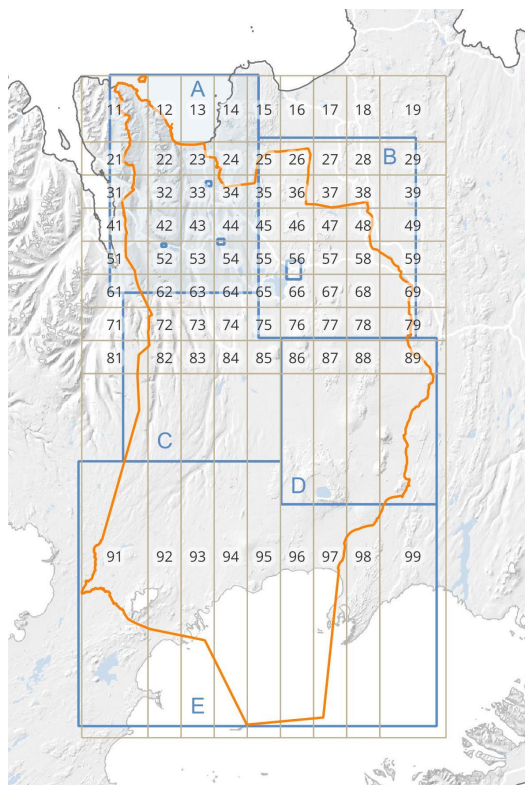 A
11 12 13 14 15 16 17 18 19
B
21 22 23 24 25 26 27 28 29
31 32 33 34 35 36 37 38 39
41 42 43 44 45 46 47 48 49
51 52 53 54 55 56 57 58 59
61 62 63 64 65 66 67 68 69
71 72 73 74 75 76 77 78 79
81 82 83 84 85 86 87 88 89
C
D
91 92 93 94 95 96 97 98 99
E